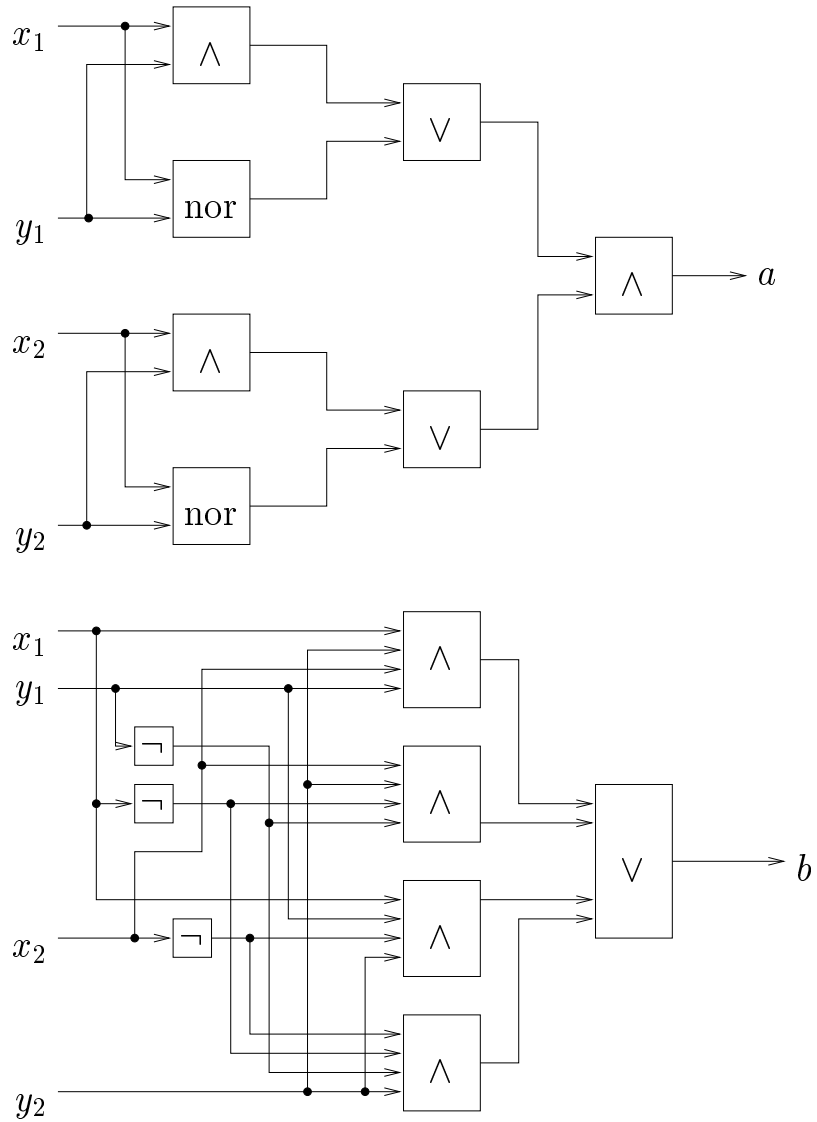 x₁
∧
∨
nor
y₁
∧
a
x₂
∧
∨
nor
y₂
x₁
∧
y₁
¬
¬
∧
∨
b
x₂
¬
∧
∧
y₂